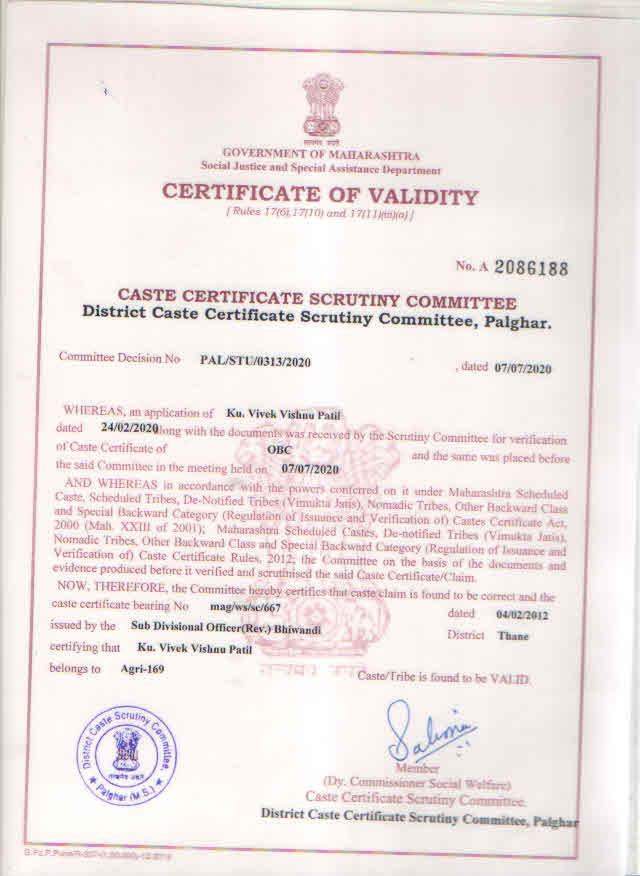 सत्यमेव जयते
GOVERNMENT OF MAHARASHTRA
Social Justice and Special Assistance Department
CERTIFICATE OF VALIDITY
[ Rules 17(6),17(10) and 17(11)(iii)(a) ]
No. A 2086188
CASTE CERTIFICATE SCRUTINY COMMITTEE
District Caste Certificate Scrutiny Committee, Palghar.
Committee Decision No PAL/STU/0313/2020 , dated 07/07/2020
WHEREAS, an application of Ku. Vivek Vishnu Patil
dated 24/02/2020 along with the documents was received by the Scrutiny Committee for verification
of Caste Certificate of OBC and the same was placed before
the said Committee in the meeting held on 07/07/2020
AND WHEREAS in accordance with the powers conferred on it under Maharashtra Scheduled
Caste, Scheduled Tribes, De-Notified Tribes (Vimukta Jatis), Nomadic Tribes, Other Backward Class
and Special Backward Category (Regulation of Issuance and Verification of) Castes Certificate Act,
2000 (Mah. XXIII of 2001); Maharashtra Scheduled Castes, De-notified Tribes (Vimukta Jatis),
Nomadic Tribes, Other Backward Class and Special Backward Category (Regulation of Issuance and
Verification of) Caste Certificate Rules, 2012, the Committee on the basis of the documents and
evidence produced before it verified and scrutinised the said Caste Certificate/Claim.
NOW, THEREFORE, the Committee hereby certifies that caste claim is found to be correct and the
caste certificate bearing No mag/ws/sc/667 dated 04/02/2012
issued by the Sub Divisional Officer(Rev.) Bhiwandi District Thane
certifying that Ku. Vivek Vishnu Patil
belongs to Agri-169 Caste/Tribe is found to be VALID.
सत्यमेव जयते
District Caste Scrutiny Committee,
सत्यमेव जयते
★ Palghar (M.S.) ★
Member
(Dy. Commissioner Social Welfare)
Caste Certificate Scrutiny Committee.
District Caste Certificate Scrutiny Committee, Palghar